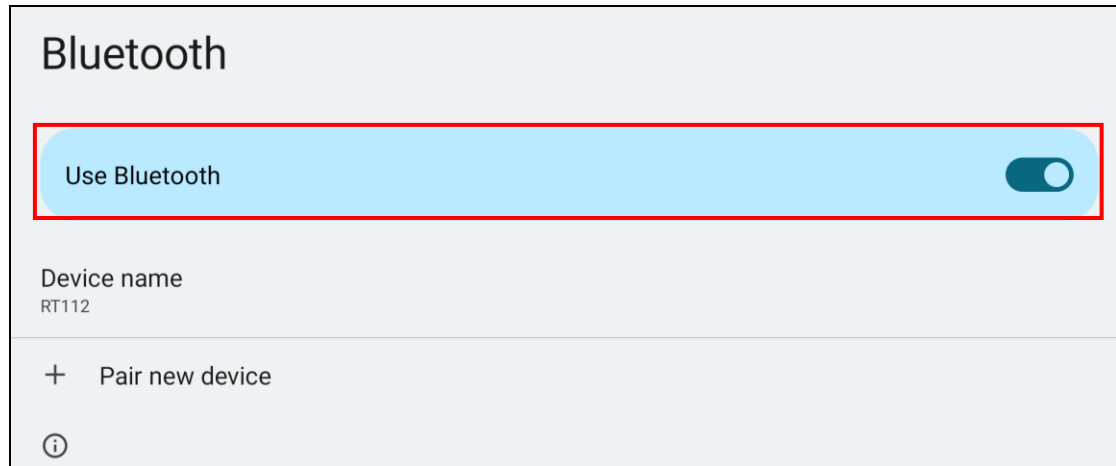 Bluetooth
Use Bluetooth
Device name
RT112
Pair new device